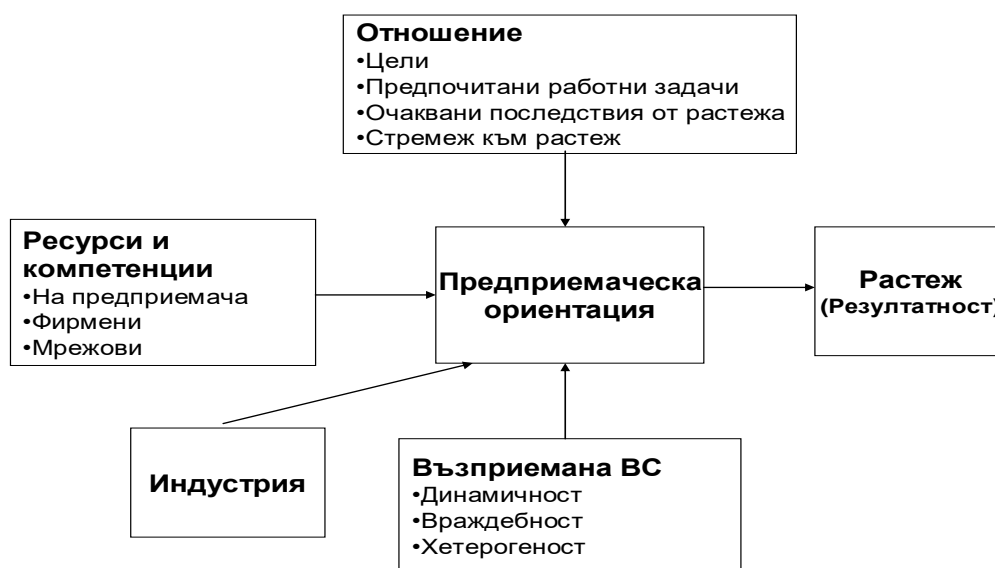 Отношение
•Цели
•Предпочитани работни задачи
•Очаквани последствия от растежа
•Стремеж към растеж
Ресурси и
компетенции
•На предприемача
•Фирмени
•Мрежови
Предприемаческа
ориентация
Растеж
(Резултатност)
Индустрия
Възприемана ВС
•Динамичност
•Враждебност
•Хетерогеност